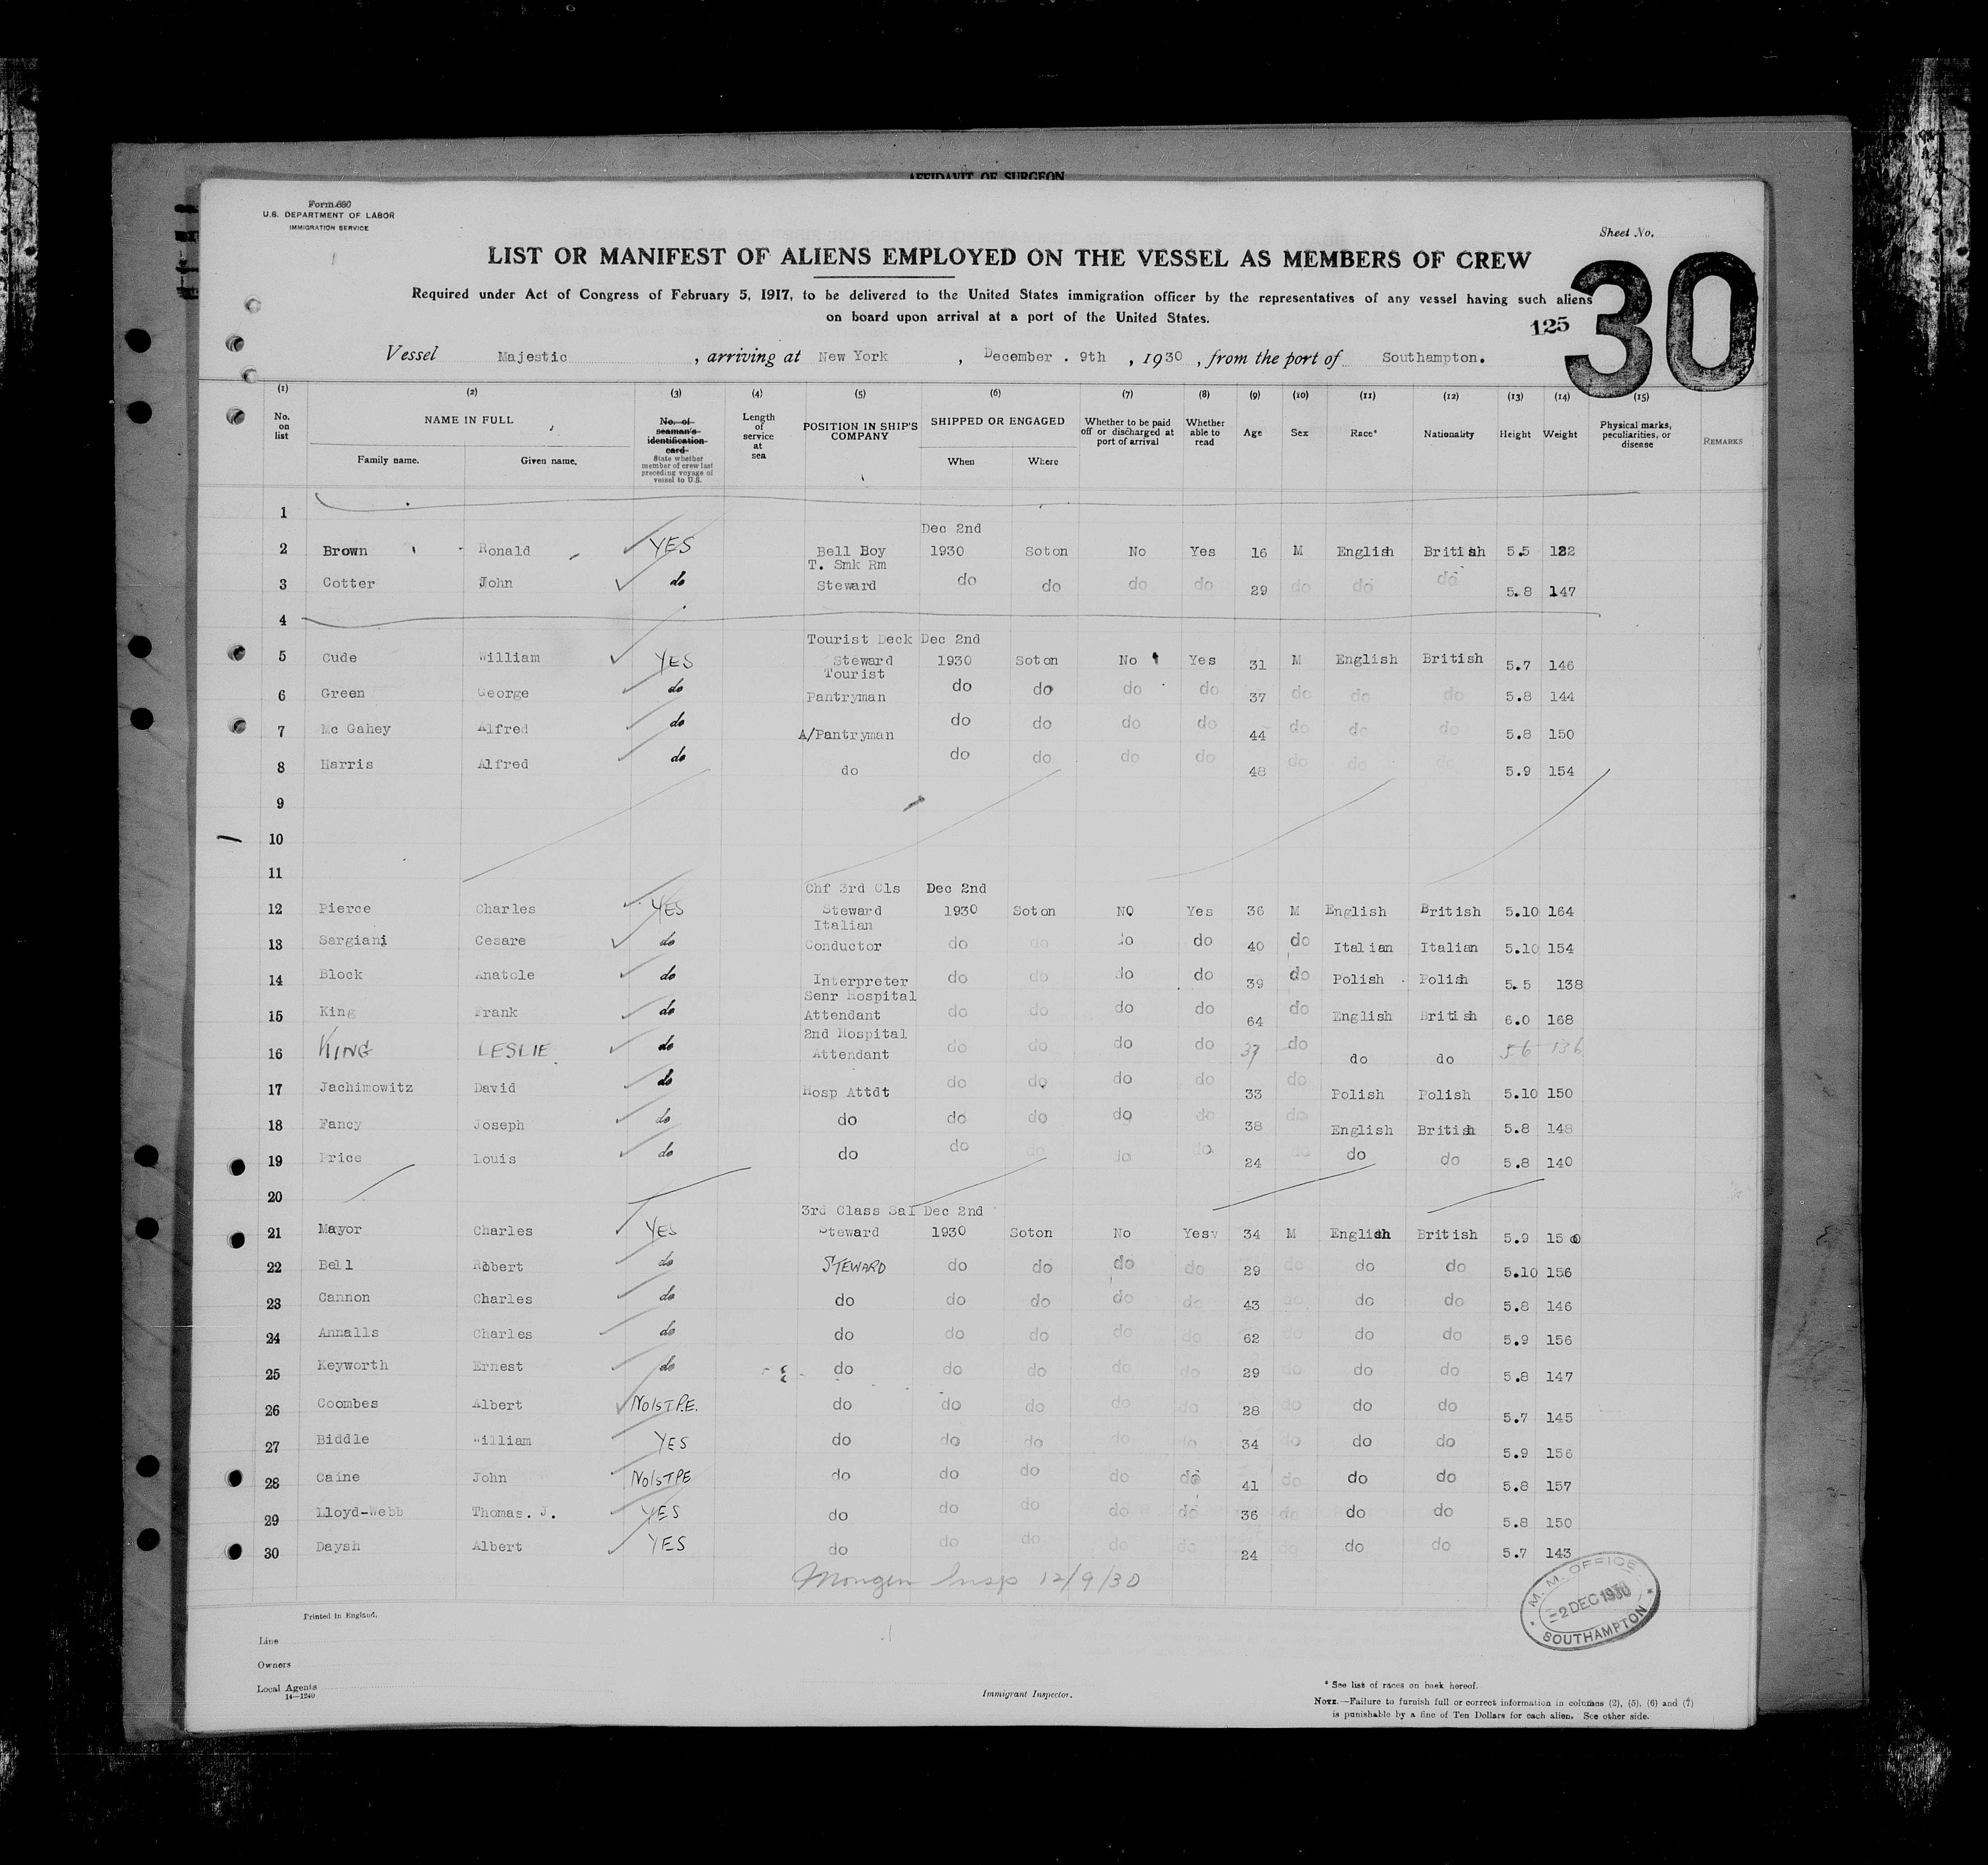 AFFIDAVIT OF SURGEON
Form 680
U.S. DEPARTMENT OF LABOR
IMMIGRATION SERVICE
Sheet No.
30
LIST OR MANIFEST OF ALIENS EMPLOYED ON THE VESSEL AS MEMBERS OF CREW
Required under Act of Congress of February 5, 1917, to be delivered to the United States immigration officer by the representatives of any vessel having such aliens
on board upon arrival at a port of the United States.
125
Vessel Majestic , arriving at New York , December . 9th , 1930 , from the port of Southampton.
(1) (2) (3) (4) (5) (6) (7) (8) (9) (10) (11) (12) (13) (14) (15)
No. on list NAME IN FULL Family name. Given name. No. of seaman's identification card State whether member of crew last preceding voyage of vessel to U.S. Length of service at sea POSITION IN SHIP'S COMPANY SHIPPED OR ENGAGED When Where Whether to be paid off or discharged at port of arrival Whether able to read Age Sex Race* Nationality Height Weight Physical marks, peculiarities, or disease REMARKS
1
Dec 2nd
2 Brown Ronald YES Bell Boy 1930 Soton No Yes 16 M English British 5.5 122
T. Smk Rm
3 Cotter John do Steward do do do do 29 do do do 5.8 147
4
Tourist Deck Dec 2nd
5 Cude William YES Steward 1930 Soton No Yes 31 M English British 5.7 146
Tourist
6 Green George do Pantryman do do do do 37 do do do 5.8 144
7 Mc Gahey Alfred do A/Pantryman do do do do 44 do do do 5.8 150
8 Harris Alfred do do do do do do 48 do do do 5.9 154
9
10
11
Chf 3rd Cls Dec 2nd
12 Pierce Charles YES Steward 1930 Soton NO Yes 36 M English British 5.10 164
Italian
13 Sargiani Cesare do Conductor do do do do 40 do Italian Italian 5.10 154
14 Block Anatole do Interpreter do do do do 39 do Polish Polish 5.5 138
Senr Hospital
15 King Frank do Attendant do do do do 64 do English British 6.0 168
2nd Hospital
16 KING LESLIE do Attendant do do do do 37 do do do 5 6 136
17 Jachimowitz David do Hosp Attdt do do do do 33 do Polish Polish 5.10 150
18 Fancy Joseph do do do do do do 38 do English British 5.8 148
19 Price Louis do do do do do do 24 do do do 5.8 140
20
3rd Class Sal Dec 2nd
21 Mayor Charles YES Steward 1930 Soton No Yes 34 M English British 5.9 150
22 Bell Robert do STEWARD do do do do 29 do do do 5.10 156
23 Cannon Charles do do do do do do 43 do do do 5.8 146
24 Annalls Charles do do do do do do 62 do do do 5.9 156
25 Keyworth Ernest do do do do do do 29 do do do 5.8 147
26 Coombes Albert No/STPE. do do do do do 28 do do do 5.7 145
27 Biddle William YES do do do do do 34 do do do 5.9 156
28 Caine John No/STPE do do do do do 41 do do do 5.8 157
29 Lloyd-Webb Thomas. J. YES do do do do do 36 do do do 5.8 150
30 Daysh Albert YES do do do do do 24 do do do 5.7 143
Insp 12/9/30
M. M. OFFICE
2 DEC 1930
SOUTHAMPTON
Printed in England.
Line
Owners
Local Agents
14—1240
Immigrant Inspector.
* See list of races on back hereof.
NOTE.—Failure to furnish full or correct information in columns (2), (5), (6) and (7)
is punishable by a fine of Ten Dollars for each alien. See other side.